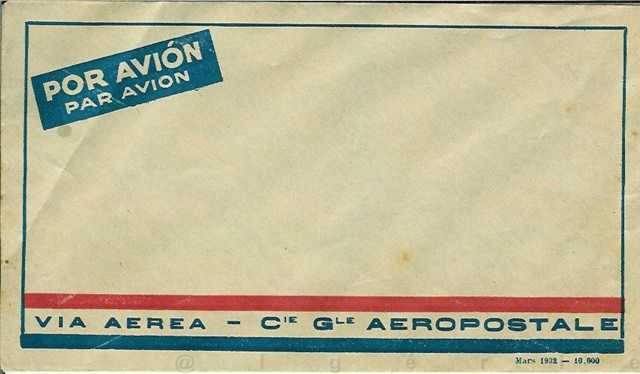 POR AVIÓN
PAR AVION
VIA AEREA - CIE GLE AEROPOSTALE
Mars 1932 — 10.000